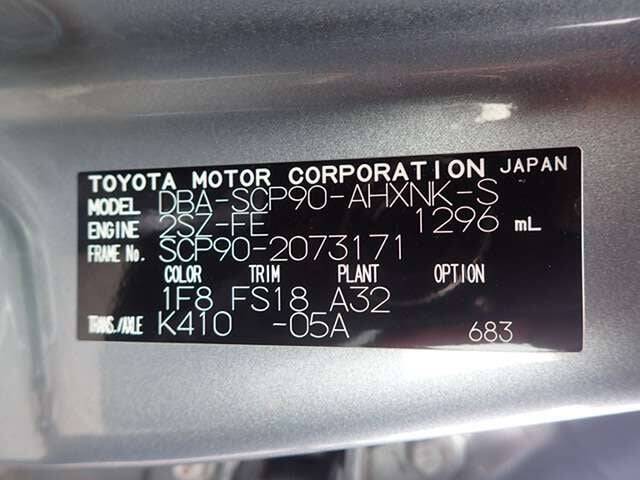 TOYOTA MOTOR CORPORATION JAPAN
MODEL DBA-SCP90-AHXNK-S
ENGINE 2SZ-FE 1296 mL
FRAME No. SCP90-2073171
COLOR TRIM PLANT OPTION
1F8 FS18 A32
TRANS./AXLE K410 -05A 683